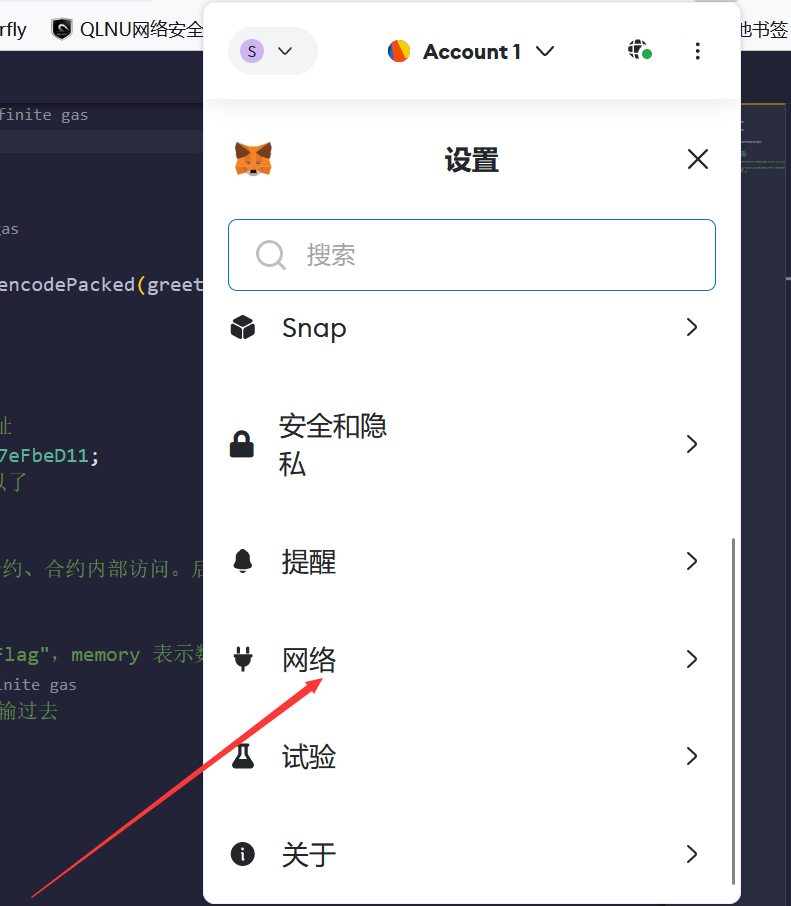 rfly
QLNU网络安全
S
Account 1
他书签
finite gas
设置
gas
搜索
encodePacked(greet
Snap
址
安全和隐
私
7eFbeD11;
以了
提醒
约、合约内部访问。后
Flag", memory 表示数
网络
inite gas
输过去
试验
关于